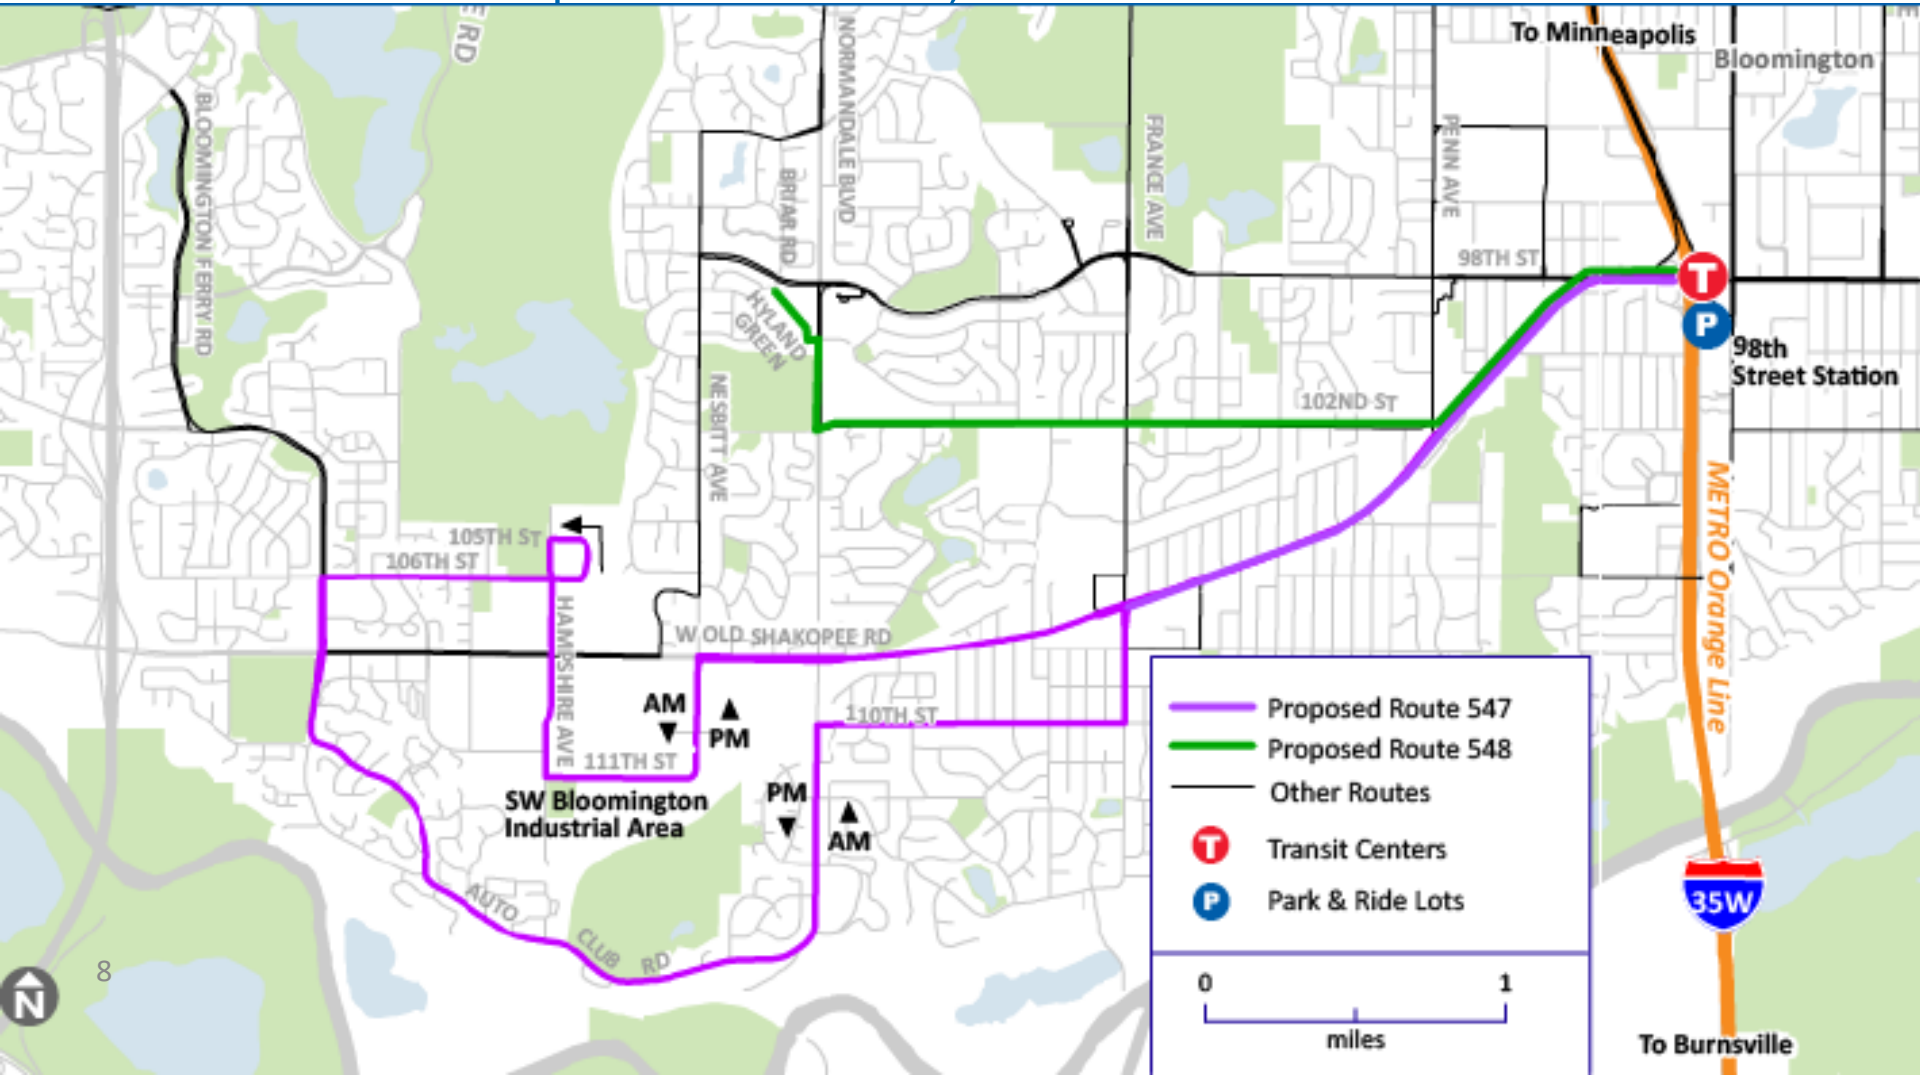 E RD
To Minneapolis
Bloomington
BLOOMINGTON FERRY RD
NORMANDALE BLVD
BRIAR RD
FRANCE AVE
PENN AVE
98TH ST
T
P
98th
Street Station
HYLAND
GREEN
NESBITT AVE
102ND ST
METRO Orange Line
105TH ST
106TH ST
HAMPSHIRE AVE
W OLD SHAKOPEE RD
AM
PM
110TH ST
111TH ST
SW Bloomington
Industrial Area
PM
AM
AUTO
CLUB
RD
Proposed Route 547
Proposed Route 548
Other Routes
T
Transit Centers
P
Park & Ride Lots
0
1
miles
35W
To Burnsville
8
N